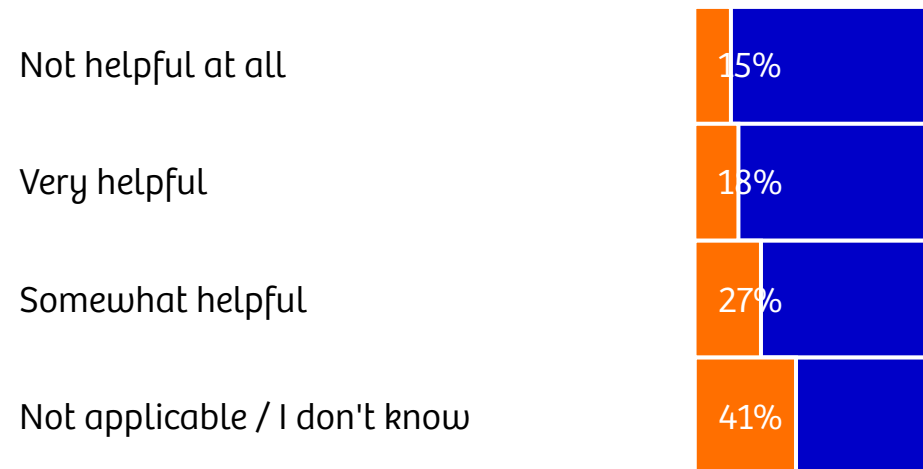 Not helpful at all 15%
Very helpful 18%
Somewhat helpful 27%
Not applicable / I don't know 41%